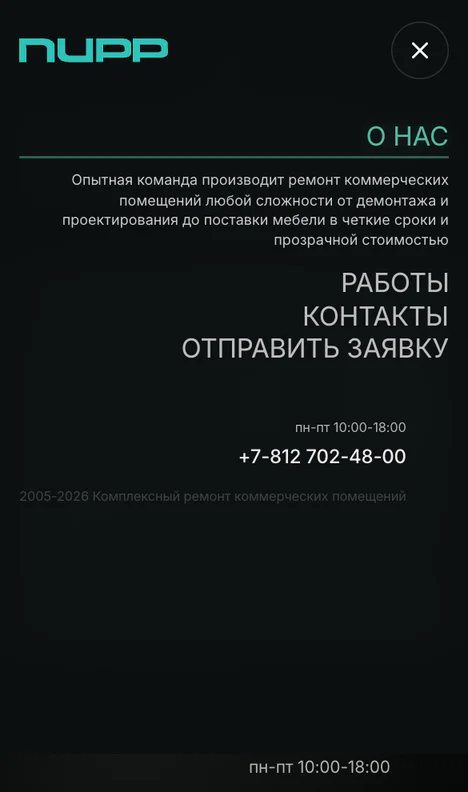 nupp
О НАС
Опытная команда производит ремонт коммерческих
помещений любой сложности от демонтажа и
проектирования до поставки мебели в четкие сроки и
прозрачной стоимостью
РАБОТЫ
КОНТАКТЫ
ОТПРАВИТЬ ЗАЯВКУ
пн-пт 10:00-18:00
+7-812 702-48-00
2005-2026 Комплексный ремонт коммерческих помещений
пн-пт 10:00-18:00